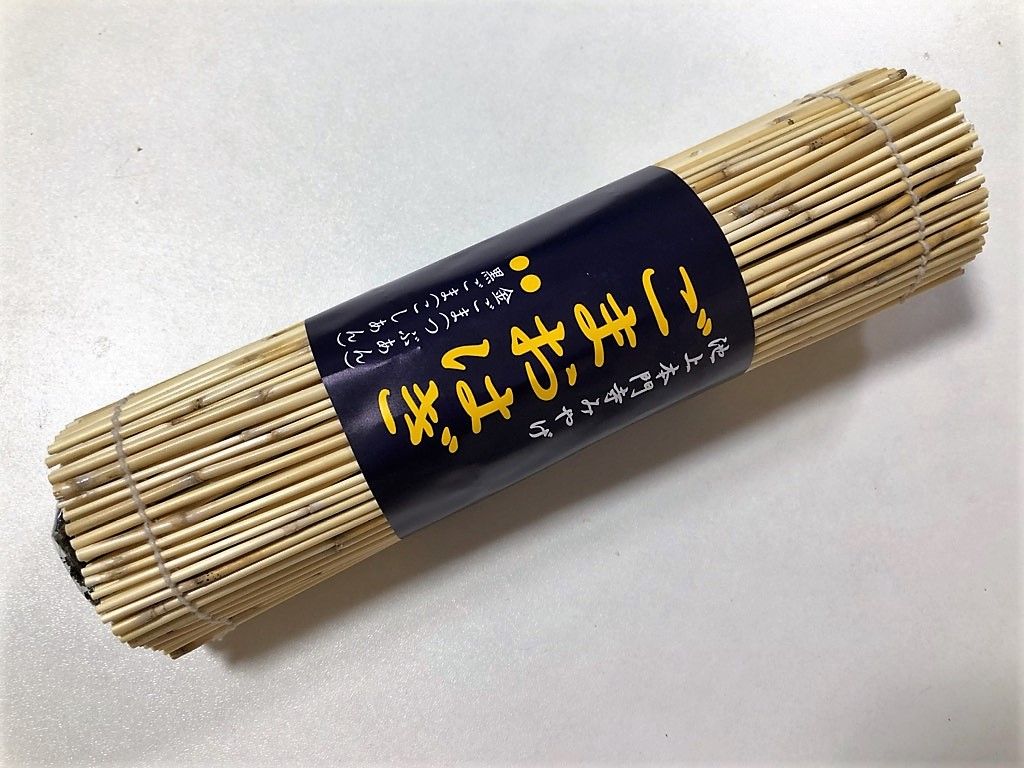 池上本門寺みやげ
ごまおはぎ
金ごま(つぶあん)
黒ごま(こしあん)